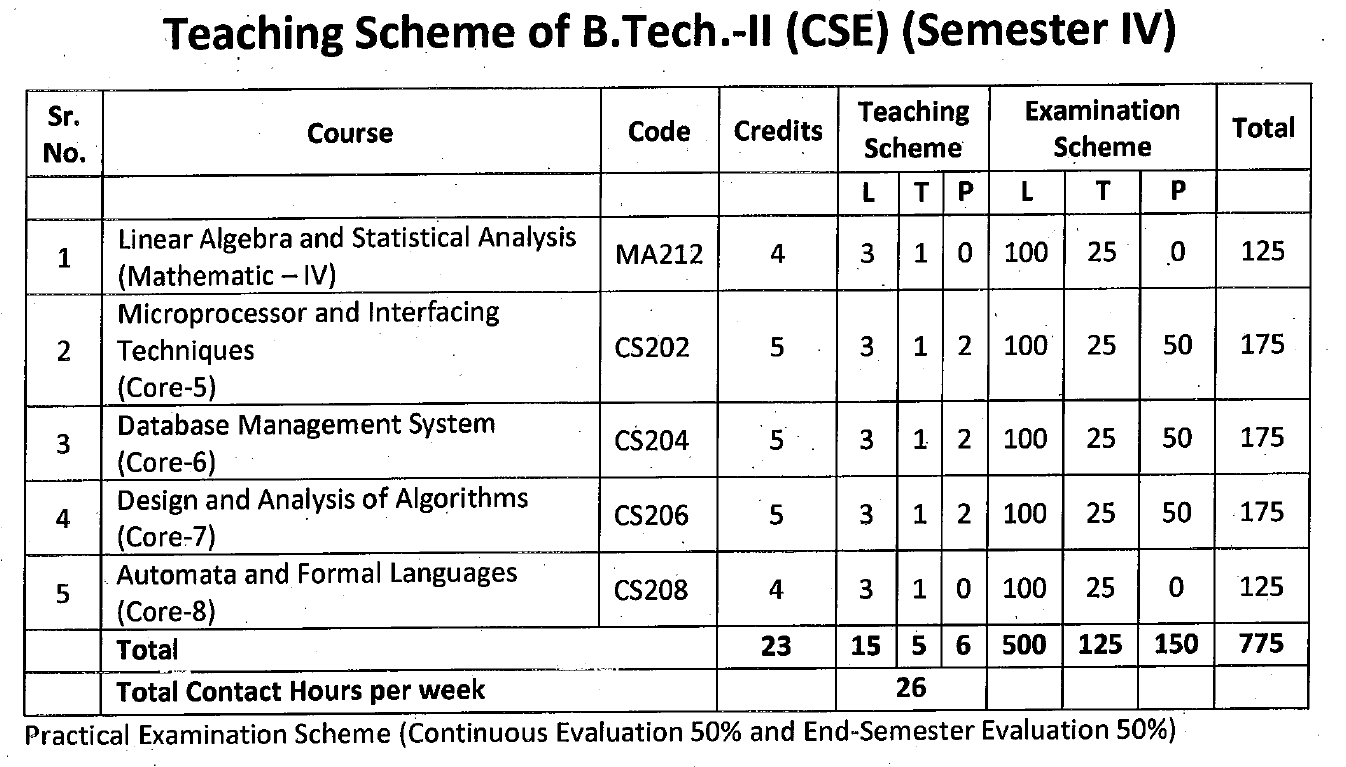 Teaching Scheme of B.Tech.-II (CSE) (Semester IV)
Sr. No. Course Code Credits Teaching Scheme Examination Scheme Total
L T P L T P
1 Linear Algebra and Statistical Analysis (Mathematic – IV) MA212 4 3 1 0 100 25 0 125
2 Microprocessor and Interfacing Techniques (Core-5) CS202 5 3 1 2 100 25 50 175
3 Database Management System (Core-6) CS204 5 3 1 2 100 25 50 175
4 Design and Analysis of Algorithms (Core-7) CS206 5 3 1 2 100 25 50 175
5 Automata and Formal Languages (Core-8) CS208 4 3 1 0 100 25 0 125
Total 23 15 5 6 500 125 150 775
Total Contact Hours per week 26
Practical Examination Scheme (Continuous Evaluation 50% and End-Semester Evaluation 50%)